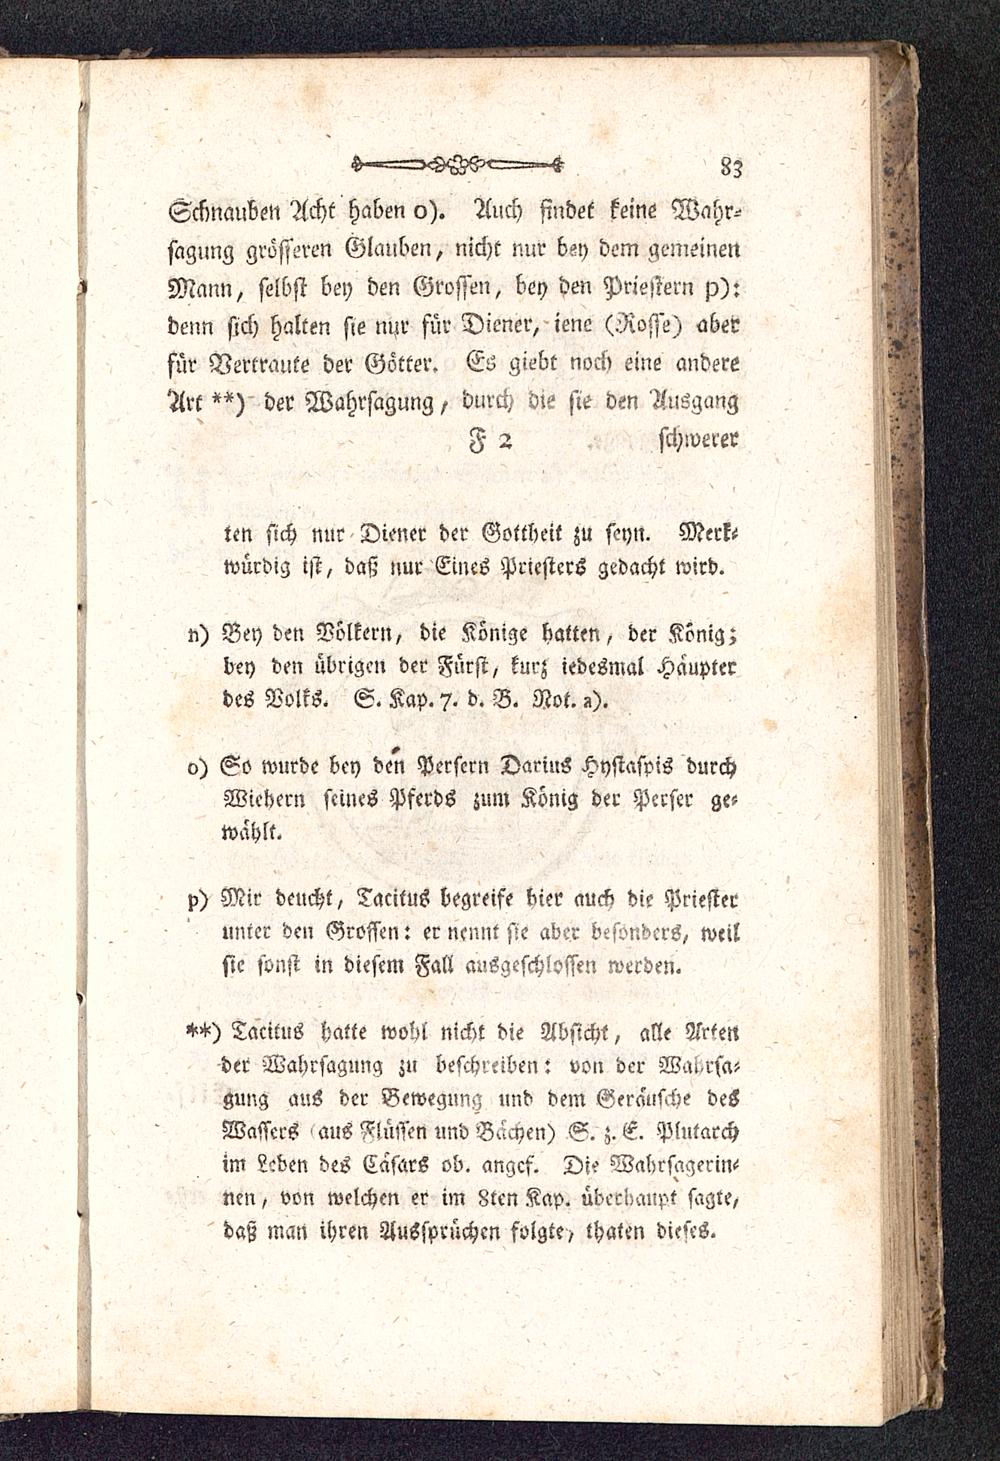 83
Schnauben Acht haben o). Auch findet keine Wahr-
sagung grösseren Glauben, nicht nur bey dem gemeinen
Mann, selbst bey den Grossen, bey den Priestern p):
denn sich halten sie nur für Diener, iene (Rosse) aber
für Vertraute der Götter. Es giebt noch eine andere
Art **) der Wahrsagung, durch die sie den Ausgang
F 2 schwerer
ten sich nur Diener der Gottheit zu seyn. Merk-
würdig ist, daß nur Eines Priesters gedacht wird.
n) Bey den Völkern, die Könige hatten, der König;
bey den übrigen der Fürst, kurz iedesmal Häupter
des Volks. S. Kap. 7. d. B. Not. a).
o) So wurde bey den Persern Darius Hystaspis durch
Wiehern seines Pferds zum König der Perser ge-
wählt.
p) Mir deucht, Tacitus begreife hier auch die Priester
unter den Grossen: er nennt sie aber besonders, weil
sie sonst in diesem Fall ausgeschlossen werden.
**) Tacitus hatte wohl nicht die Absicht, alle Arten
der Wahrsagung zu beschreiben: von der Wahrsa-
gung aus der Bewegung und dem Geräusche des
Wassers (aus Flüssen und Bächen) S. z. E. Plutarch
im Leben des Cäsars ob. angef. Die Wahrsagerin-
nen, von welchen er im 8ten Kap. überhaupt sagte,
daß man ihren Aussprüchen folgte, thaten dieses.